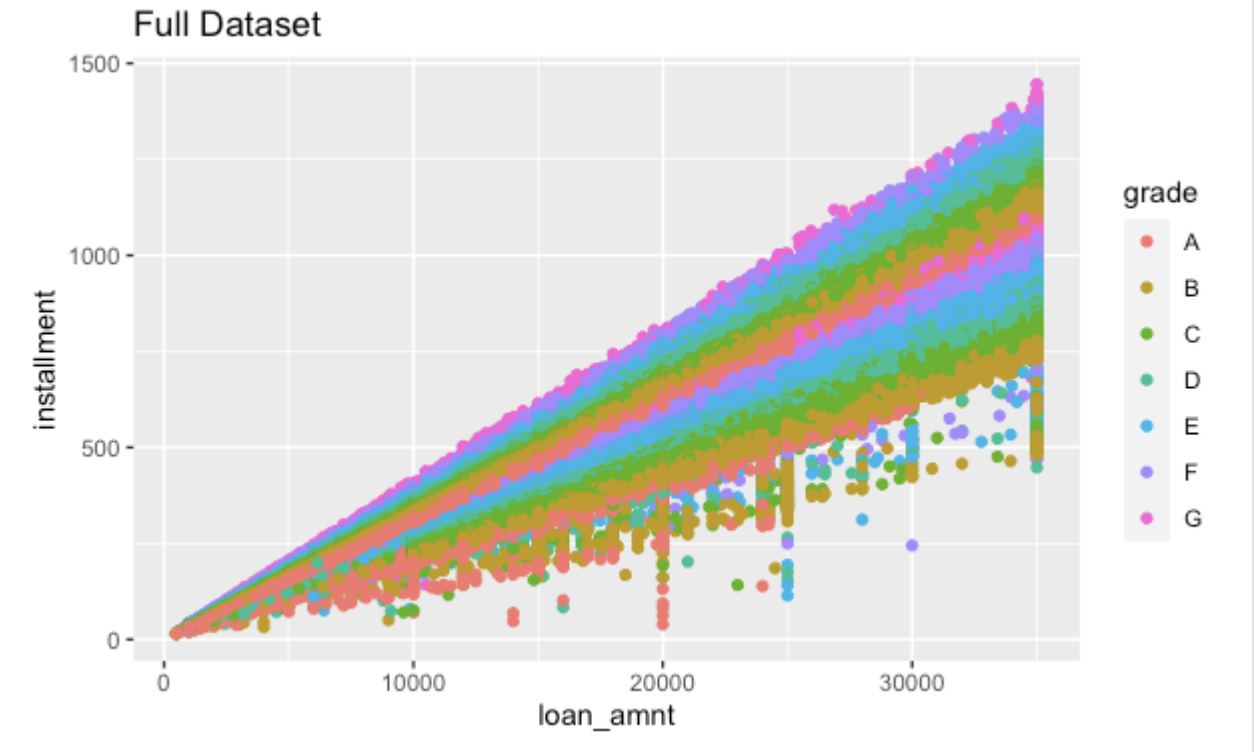 Full Dataset
1500
1000
500
0
installment
0 10000 20000 30000
loan_amnt
grade
A
B
C
D
E
F
G